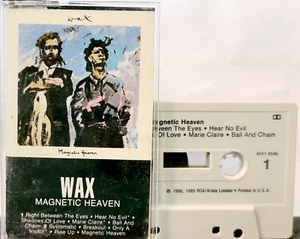 wax
Magnetic Heaven
WAX
MAGNETIC HEAVEN
1 Right Between The Eyes • Hear No Evil*
Shadows Of Love • Marie Claire* • Ball And
Chain 2 Systematic • Breakout • Only A
Visitor* • Rise Up • Magnetic Heaven
Magnetic Heaven
Between The Eyes • Hear No Evil
Of Love • Marie Claire • Ball And Chain
1
1986, 1985 RCA/Ariola Limited • Printed in U.S.A.